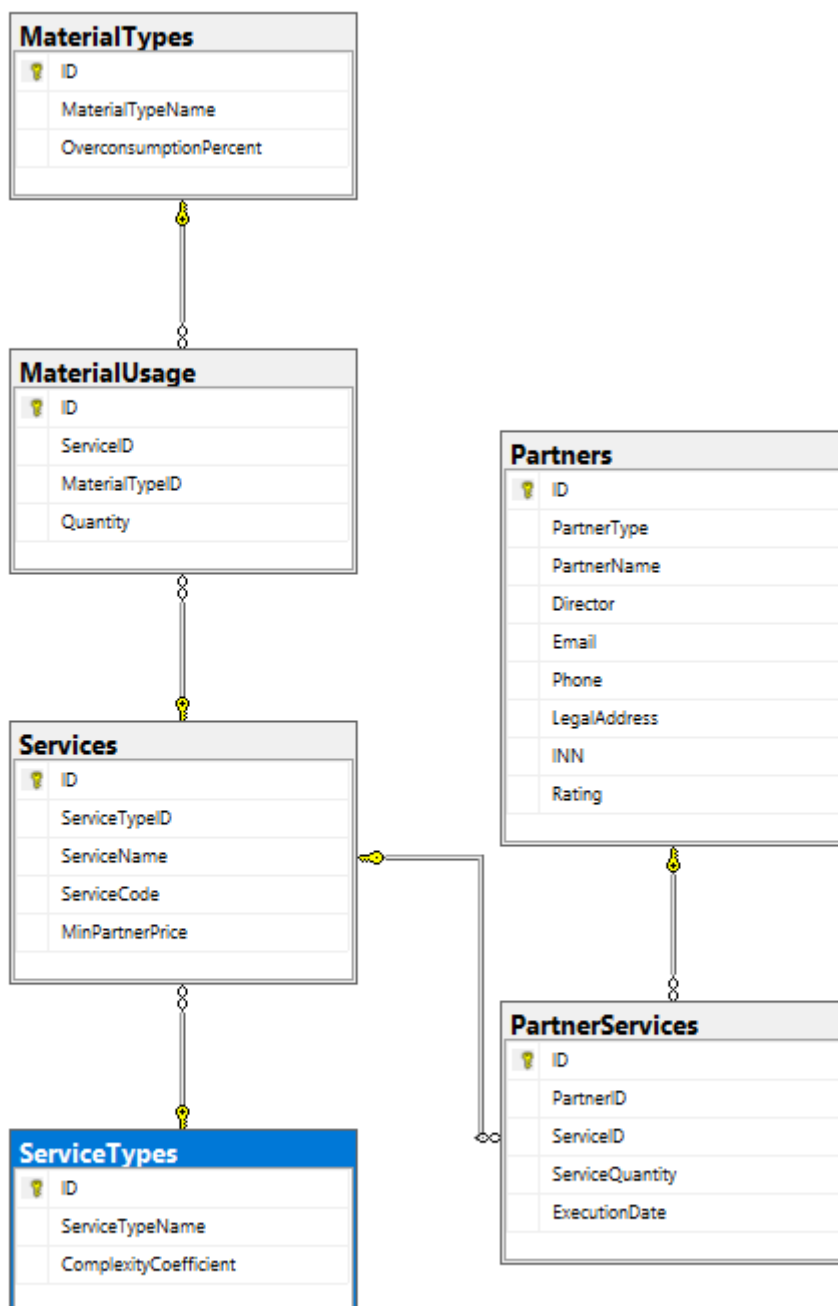 MaterialTypes
ID
MaterialTypeName
OverconsumptionPercent
MaterialUsage
ID
ServiceID
MaterialTypeID
Quantity
Services
ID
ServiceTypeID
ServiceName
ServiceCode
MinPartnerPrice
ServiceTypes
ID
ServiceTypeName
ComplexityCoefficient
Partners
ID
PartnerType
PartnerName
Director
Email
Phone
LegalAddress
INN
Rating
PartnerServices
ID
PartnerID
ServiceID
ServiceQuantity
ExecutionDate